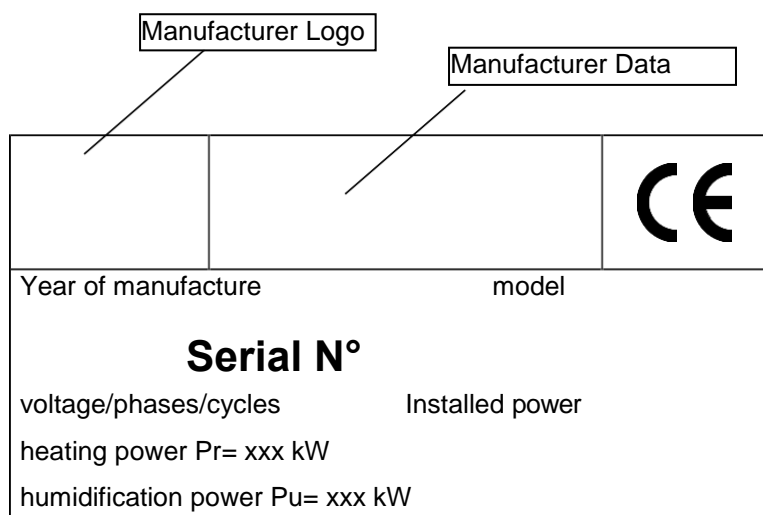 Manufacturer Logo
Manufacturer Data
CE
Year of manufacture model
Serial N°
voltage/phases/cycles Installed power
heating power Pr= xxx kW
humidification power Pu= xxx kW